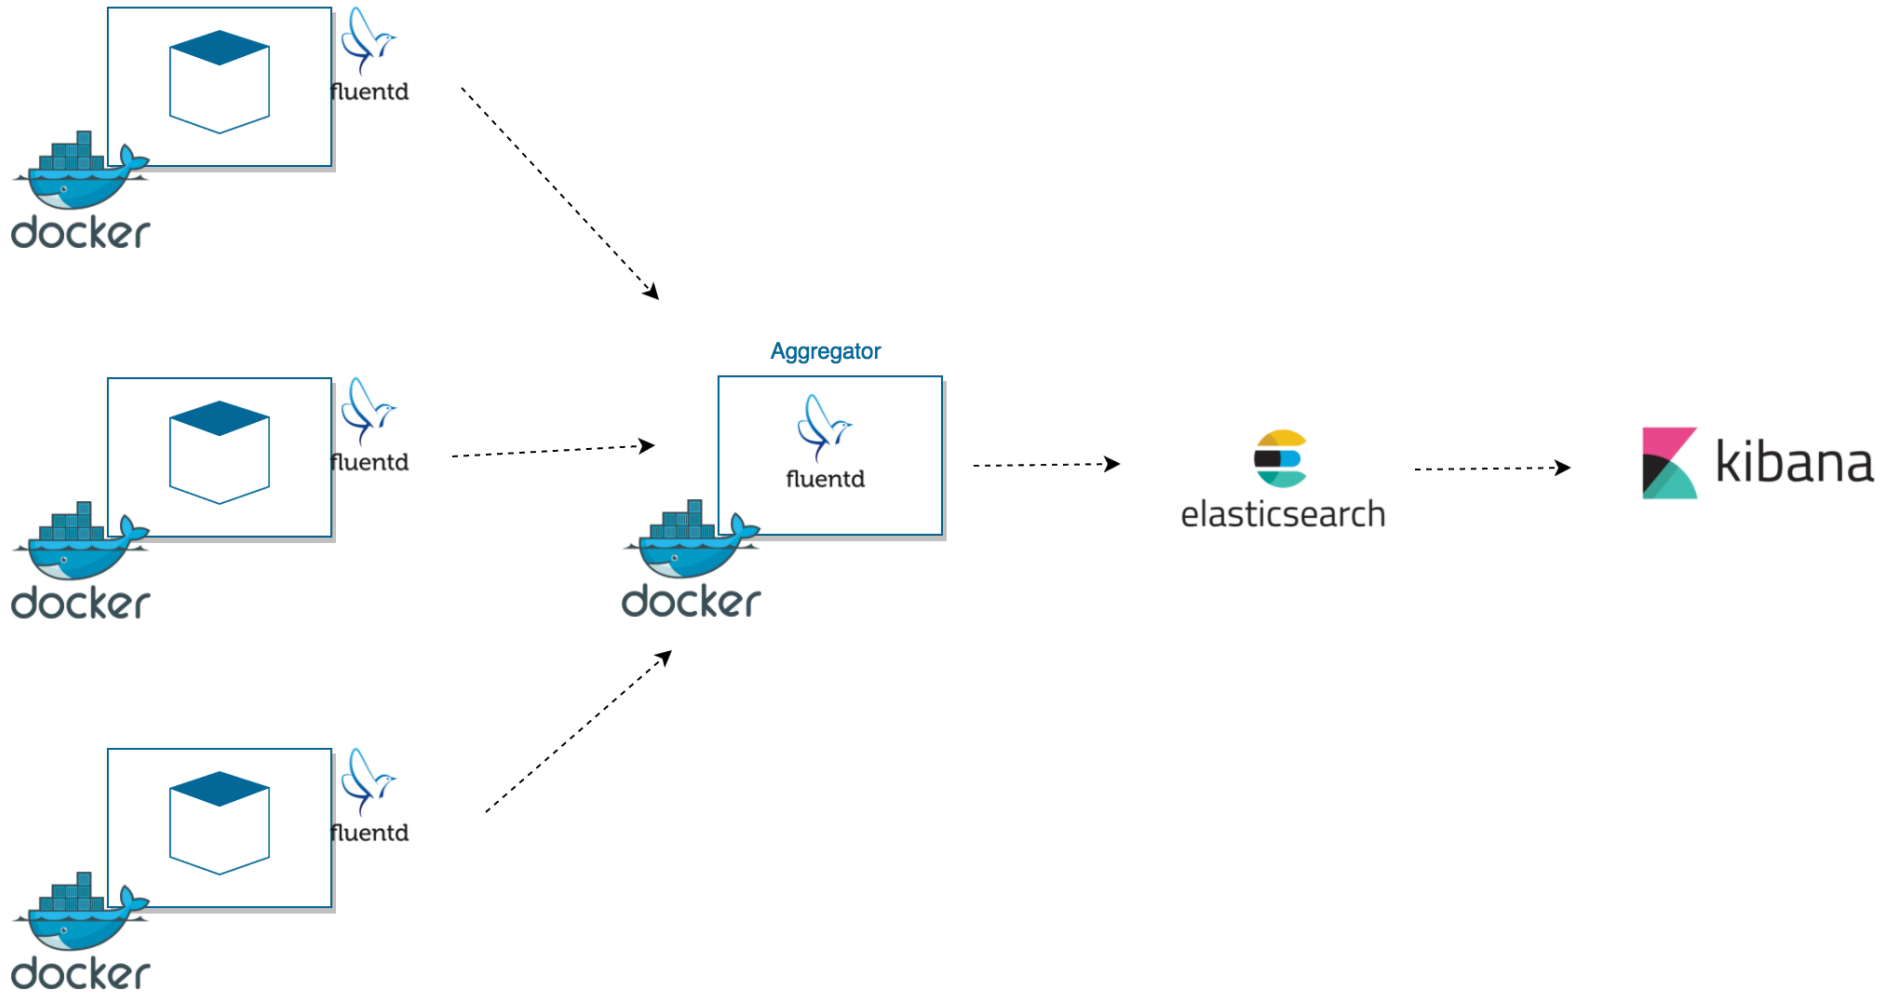 fluentd
docker
Aggregator
fluentd
fluentd
docker
docker
elasticsearch
kibana
fluentd
docker